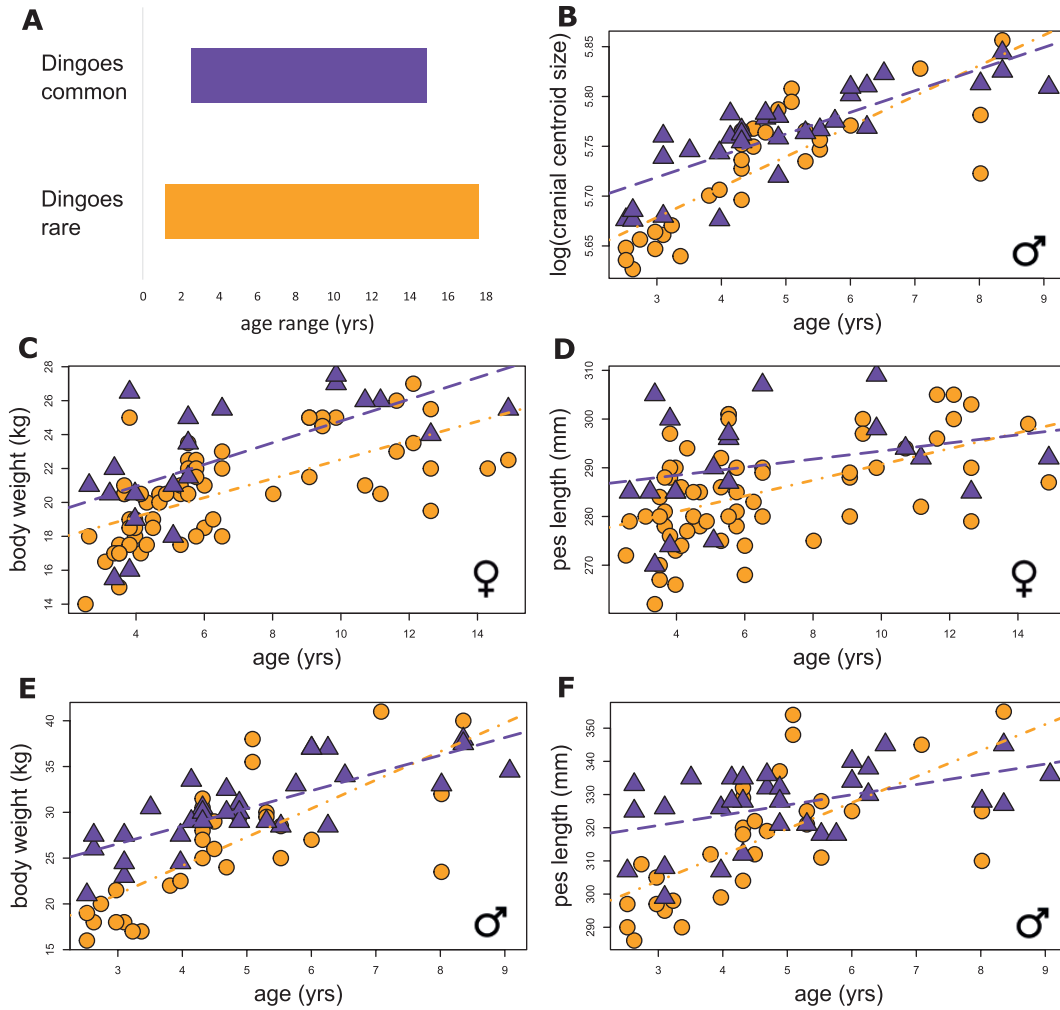 A
Dingoes
common
Dingoes
rare
0 2 4 6 8 10 12 14 16 18
age range (yrs)
B
log(cranial centroid size)
5.65 5.70 5.75 5.80 5.85
3 4 5 6 7 8 9
age (yrs)
♂
C
body weight (kg)
14 16 18 20 22 24 26 28
4 6 8 10 12 14
age (yrs)
♀
D
pes length (mm)
270 280 290 300 310
4 6 8 10 12 14
age (yrs)
♀
E
body weight (kg)
15 20 25 30 35 40
3 4 5 6 7 8 9
age (yrs)
♂
F
pes length (mm)
290 300 310 320 330 340 350
3 4 5 6 7 8 9
age (yrs)
♂